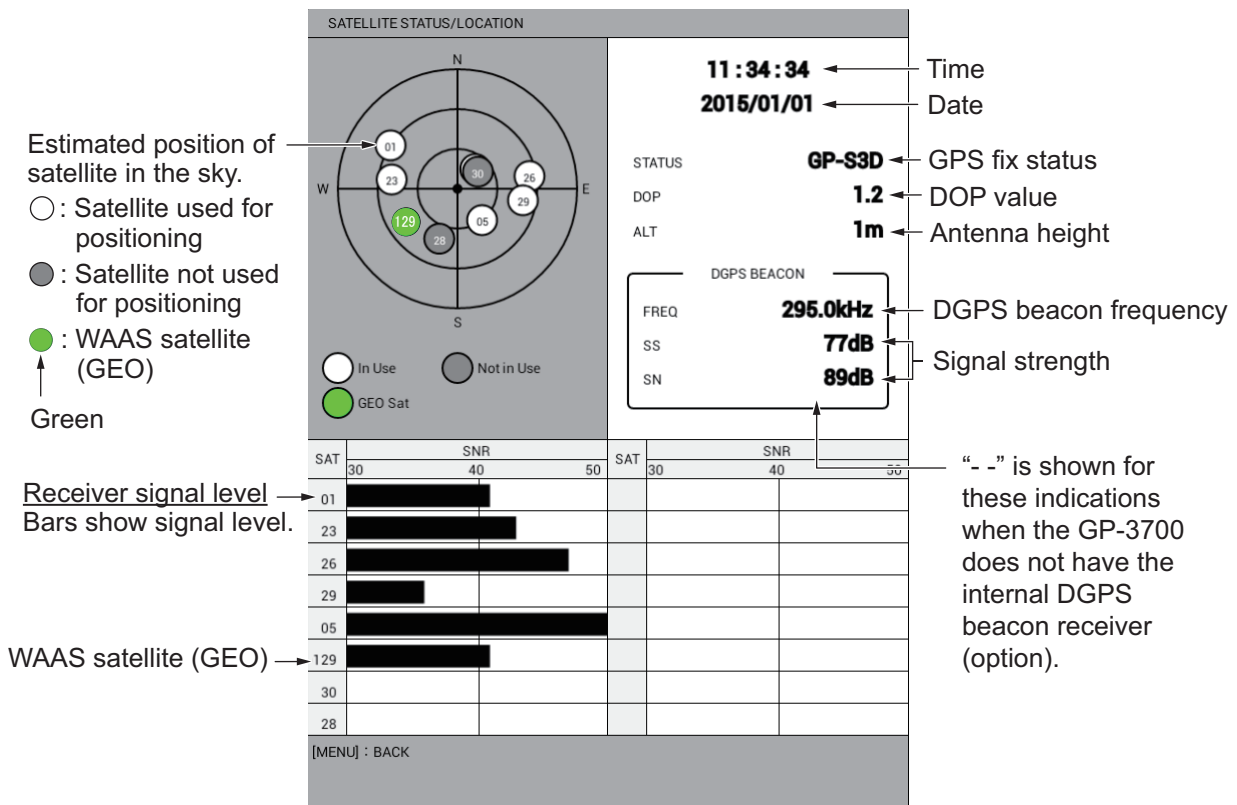 SATELLITE STATUS/LOCATION
N
W
E
S
01
23
30
26
29
05
28
129
In Use
Not in Use
GEO Sat
11:34:34
2015/01/01
STATUS GP-S3D
DOP 1.2
ALT 1m
DGPS BEACON
FREQ 295.0kHz
SS 77dB
SN 89dB
Time
Date
GPS fix status
DOP value
Antenna height
DGPS beacon frequency
Signal strength
Estimated position of
satellite in the sky.
: Satellite used for
positioning
: Satellite not used
for positioning
: WAAS satellite
(GEO)
Green
SAT SNR SAT SNR
30 40 50 30 40 50
01
23
26
29
05
129
30
28
Receiver signal level
Bars show signal level.
WAAS satellite (GEO)
“- -” is shown for
these indications
when the GP-3700
does not have the
internal DGPS
beacon receiver
(option).
[MENU] : BACK